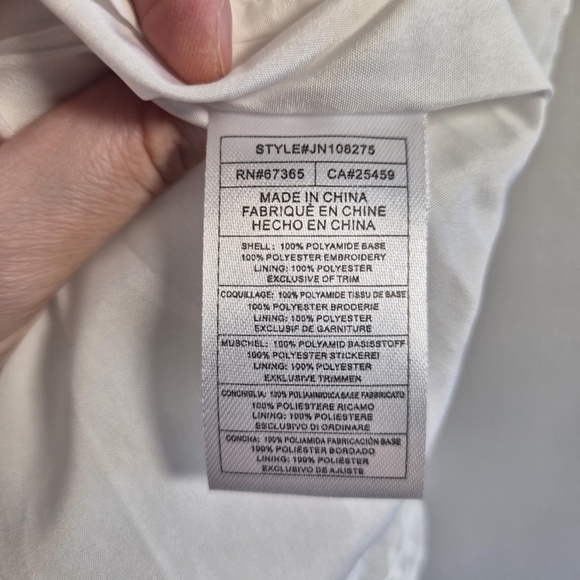 STYLE#JN108275
RN#67365 CA#25459
MADE IN CHINA
FABRIQUÈ EN CHINE
HECHO EN CHINA
SHELL: 100% POLYAMIDE BASE
100% POLYESTER EMBROIDERY
LINING: 100% POLYESTER
EXCLUSIVE OF TRIM
COQUILLAGE: 100% POLYAMIDE TISSU DE BASE
100% POLYESTER BRODERIE
LINING: 100% POLYESTER
EXCLUSIF DE GARNITURE
MUSCHEL: 100% POLYAMID BASISSTOFF
100% POLYESTER STICKEREI
LINING: 100% POLYESTER
EXKLUSIVE TRIMMEN
CONCHIGLIA: 100% POLIAMMIDICA BASE FABBRICATO
100% POLIESTERE RICAMO
LINING: 100% POLIESTERE
ESCLUSIVO DI ORDINARE
CONCHA: 100% POLIAMIDA FABRICACIÓN BASE
100% POLIÉSTER BORDADO
LINING: 100% POLIÉSTER
EXCLUSIVO DE AJUSTE